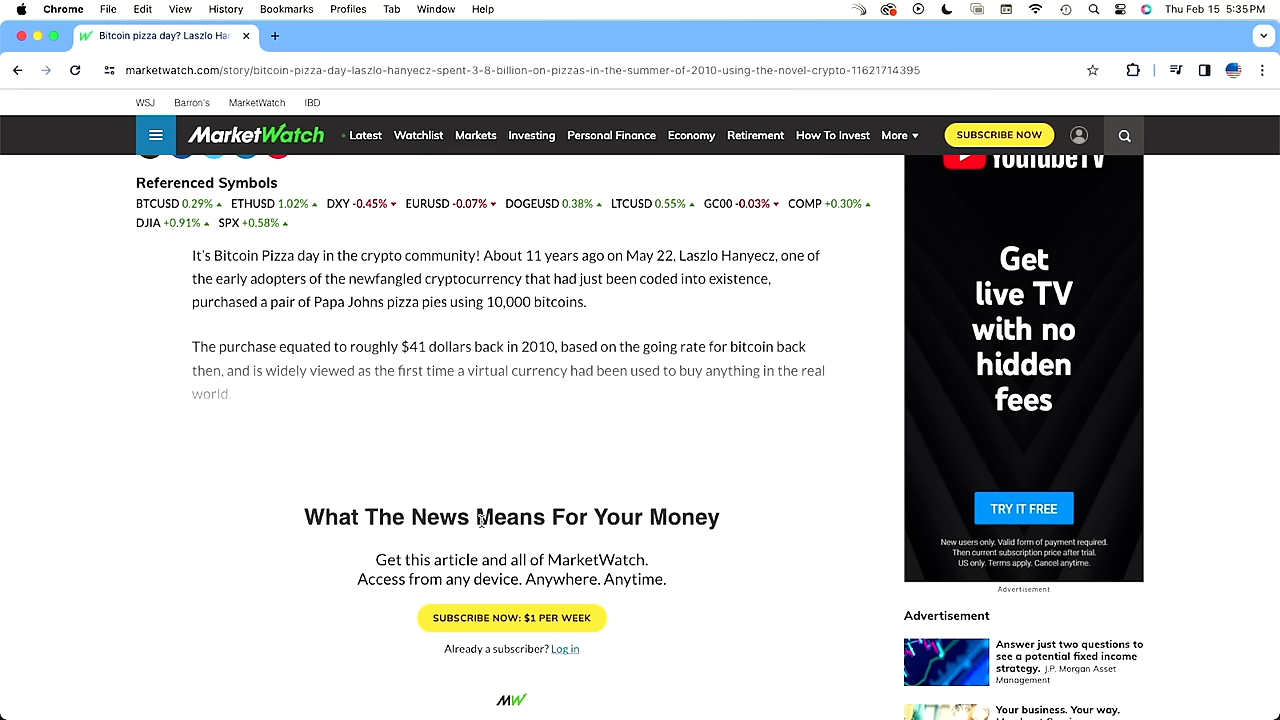 Chrome File Edit View History Bookmarks Profiles Tab Window Help Thu Feb 15 5:35 PM
Bitcoin pizza day? Laszlo Ha
marketwatch.com/story/bitcoin-pizza-day-laszlo-hanyecz-spent-3-8-billion-on-pizzas-in-the-summer-of-2010-using-the-novel-crypto-11621714395
WSJ Barron's MarketWatch IBD
MarketWatch Latest Watchlist Markets Investing Personal Finance Economy Retirement How To Invest More SUBSCRIBE NOW
YouTubeTV
Referenced Symbols
BTCUSD 0.29% ETHUSD 1.02% DXY -0.45% EURUSD -0.07% DOGEUSD 0.38% LTCUSD 0.55% GC00 -0.03% COMP +0.30%
DJIA +0.91% SPX +0.58%
It's Bitcoin Pizza day in the crypto community! About 11 years ago on May 22, Laszlo Hanyecz, one of
the early adopters of the newfangled cryptocurrency that had just been coded into existence,
purchased a pair of Papa Johns pizza pies using 10,000 bitcoins.
The purchase equated to roughly $41 dollars back in 2010, based on the going rate for bitcoin back
then, and is widely viewed as the first time a virtual currency had been used to buy anything in the real
world.
What The News Means For Your Money
Get this article and all of MarketWatch.
Access from any device. Anywhere. Anytime.
SUBSCRIBE NOW: $1 PER WEEK
Already a subscriber? Log in
MW
Get
live TV
with no
hidden
fees
TRY IT FREE
New users only. Valid form of payment required.
Then current subscription price after trial.
US only. Terms apply. Cancel anytime.
Advertisement
Advertisement
Answer just two questions to
see a potential fixed income
strategy. J.P. Morgan Asset
Management
Your business. Your way.